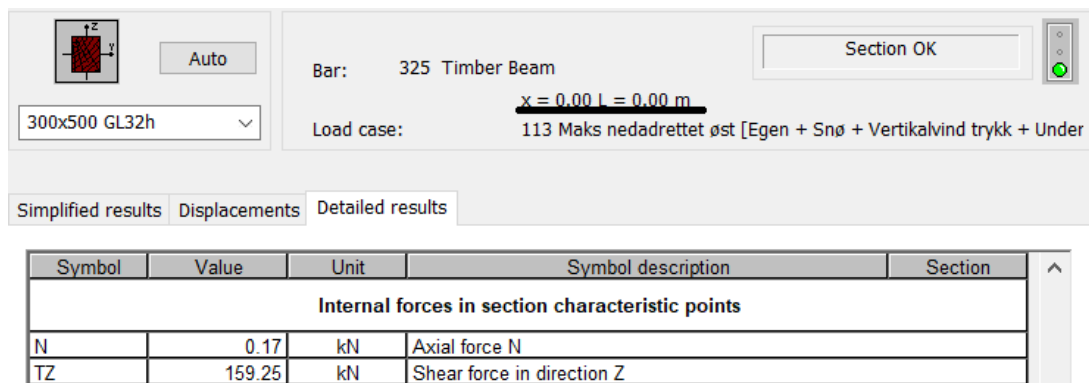 z
y
Auto
Section OK
Bar: 325 Timber Beam
x = 0.00 L = 0.00 m
300x500 GL32h
Load case: 113 Maks nedadrettet øst [Egen + Snø + Vertikalvind trykk + Under
Simplified results Displacements Detailed results
Symbol Value Unit Symbol description Section
Internal forces in section characteristic points
N 0.17 kN Axial force N
TZ 159.25 kN Shear force in direction Z